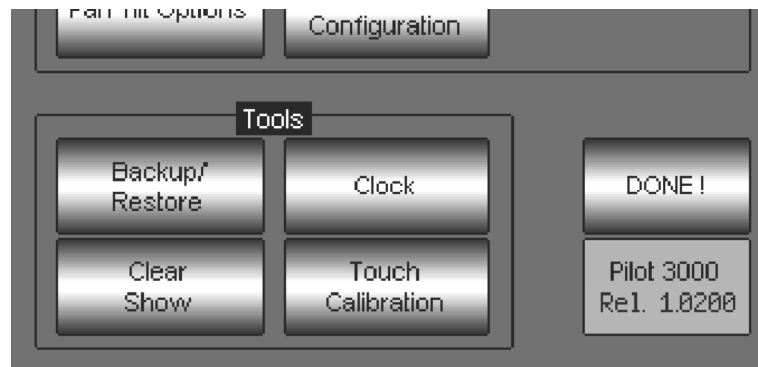 Configuration
Tools
Backup/
Restore
Clock
DONE!
Clear
Show
Touch
Calibration
Pilot 3000
Rel. 1.0200